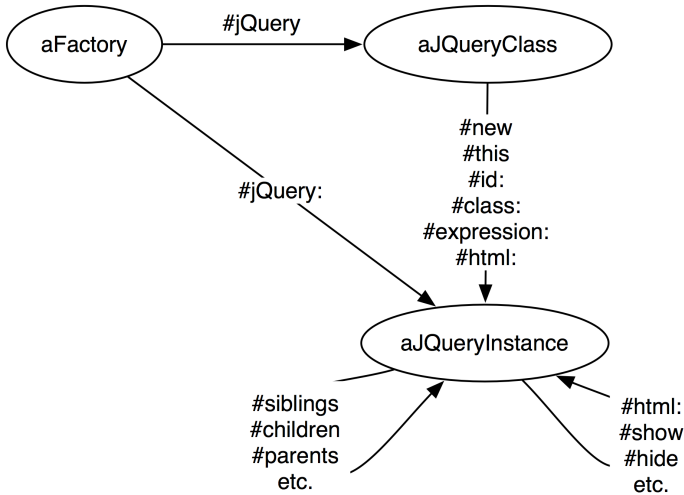 #jQuery
aFactory
aJQueryClass
#new
#this
#id:
#class:
#expression:
#html:
#jQuery:
aJQueryInstance
#siblings
#children
#parents
etc.
#html:
#show
#hide
etc.